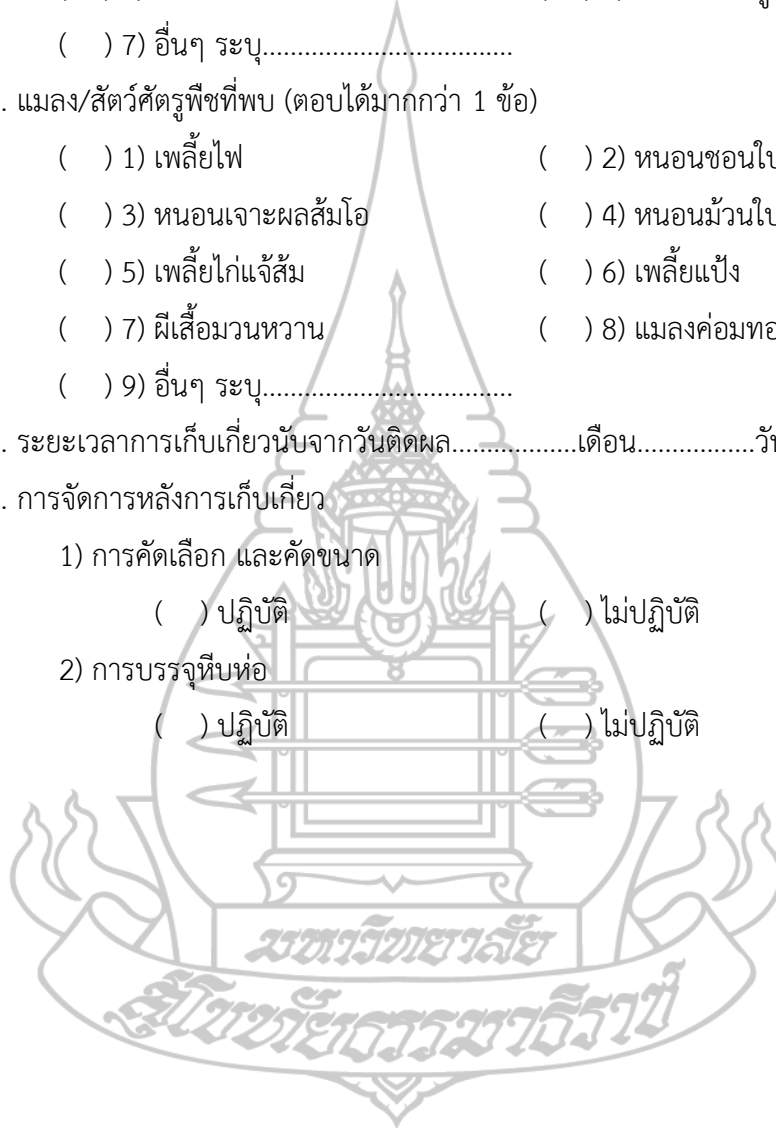 ( ) 7) อื่นๆ ระบุ....................................
. แมลง/สัตว์ศัตรูพืชที่พบ (ตอบได้มากกว่า 1 ข้อ)
( ) 1) เพลี้ยไฟ ( ) 2) หนอนชอนใบ
( ) 3) หนอนเจาะผลส้มโอ ( ) 4) หนอนม้วนใบ
( ) 5) เพลี้ยไก่แจ้ส้ม ( ) 6) เพลี้ยแป้ง
( ) 7) ผีเสื้อมวนหวาน ( ) 8)
( ) 9) อื่นๆ ระบุ....................................
. ระยะเวลาการเก็บเกี่ยวนับจากวันติดผล..................เดือน.................
. การจัดการหลังการเก็บเกี่ยว
1) การคัดเลือก และคัดขนาด
( ) ปฏิบัติ ( ) ไม่ปฏิบัติ
2) การบรรจุหีบห่อ
( ) ปฏิบัติ ( ) ไม่ปฏิบัติ
มหาวิทยาลัย
สุโขทัยธรรมาธิราช